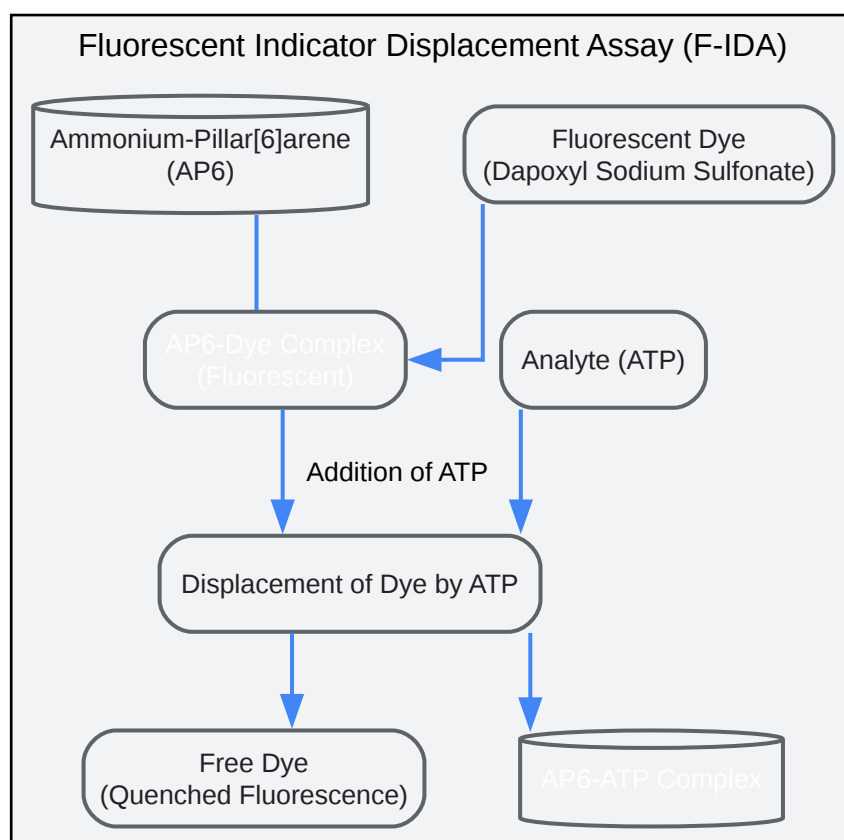 Fluorescent Indicator Displacement Assay (F-IDA)
Ammonium-Pillar[6]arene
(AP6)
Fluorescent Dye
(Dapoxyl Sodium Sulfonate)
AP6-Dye Complex
(Fluorescent)
Analyte (ATP)
Addition of ATP
Displacement of Dye by ATP
Free Dye
(Quenched Fluorescence)
AP6-ATP Complex